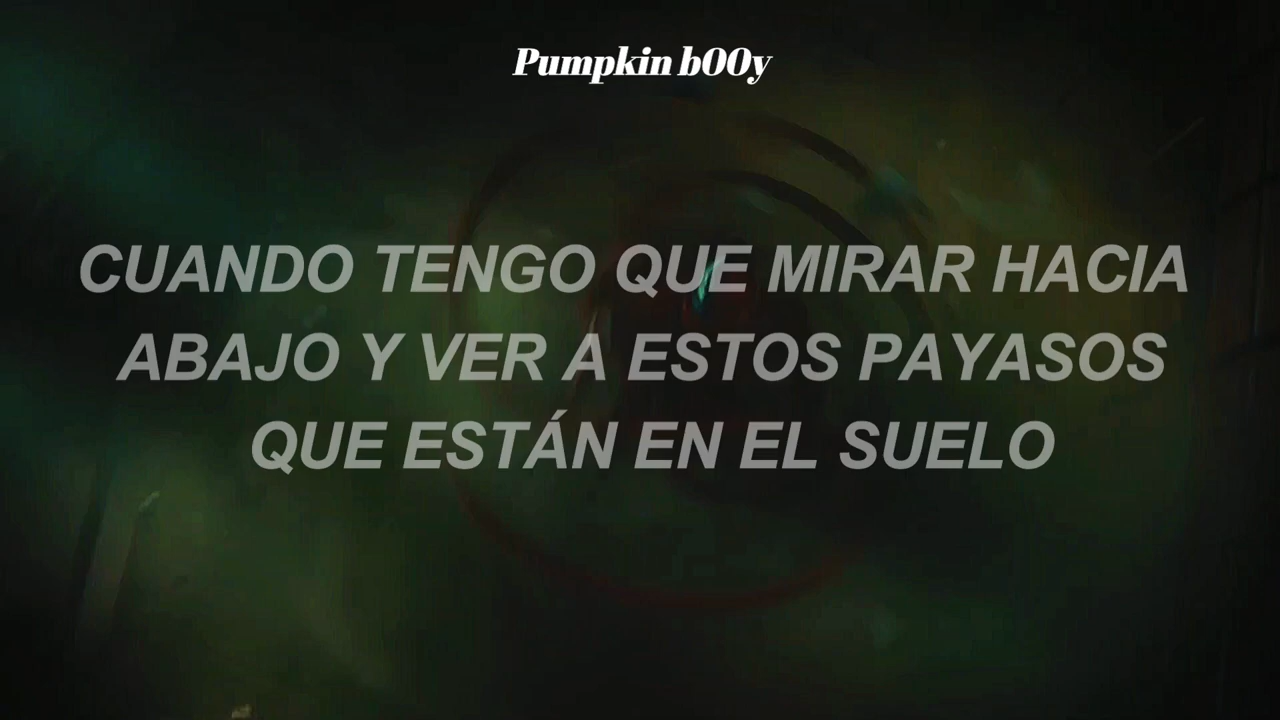 Pumpkin b00y
CUANDO TENGO QUE MIRAR HACIA
ABAJO Y VER A ESTOS PAYASOS
QUE ESTÁN EN EL SUELO